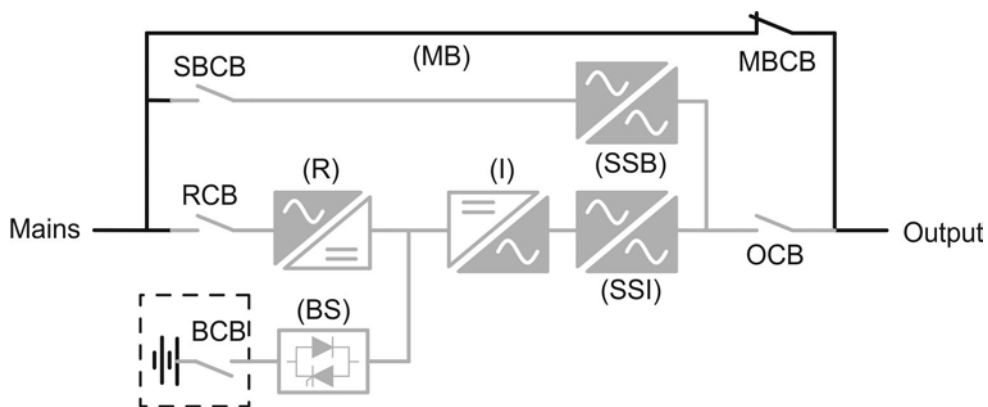 (MB)
MBCB
SBCB
(SSB)
(R)
(I)
RCB
Mains
Output
OCB
(SSI)
(BS)
BCB